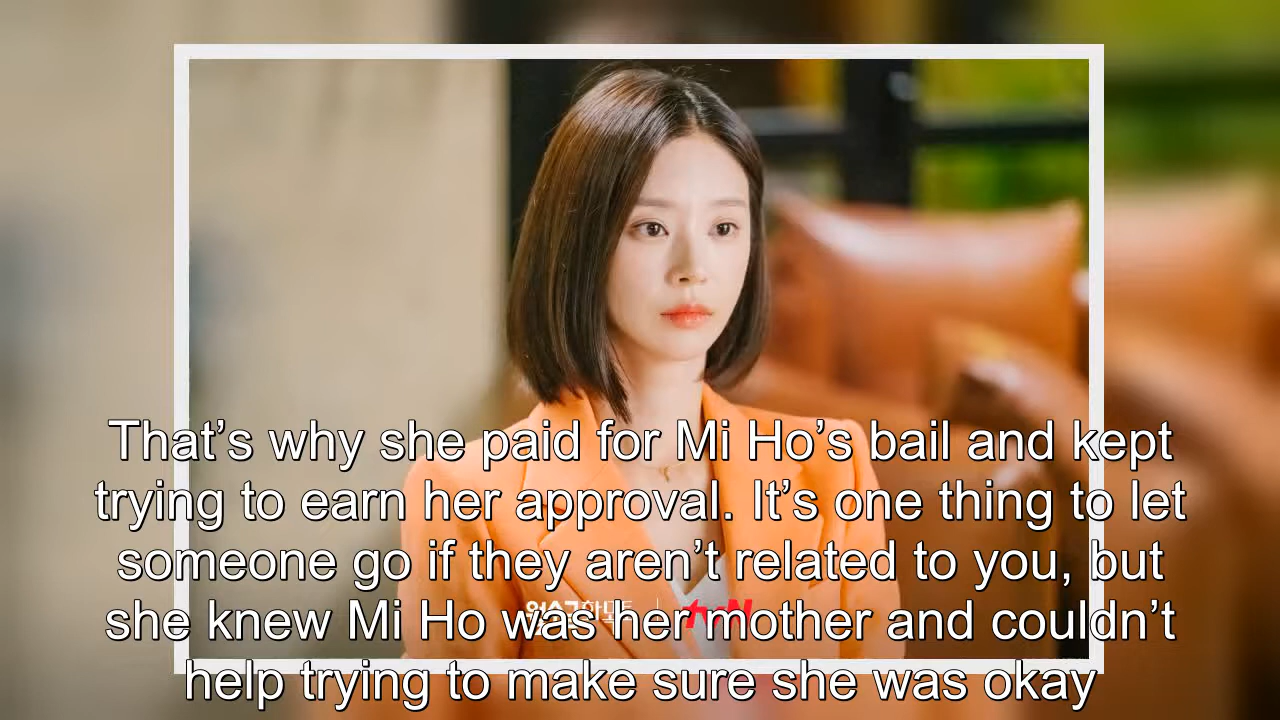 That’s why she paid for Mi Ho’s bail and kept
trying to earn her approval. It’s one thing to let
someone go if they aren’t related to you, but
she knew Mi Ho was her mother and couldn’t
help trying to make sure she was okay
tvN